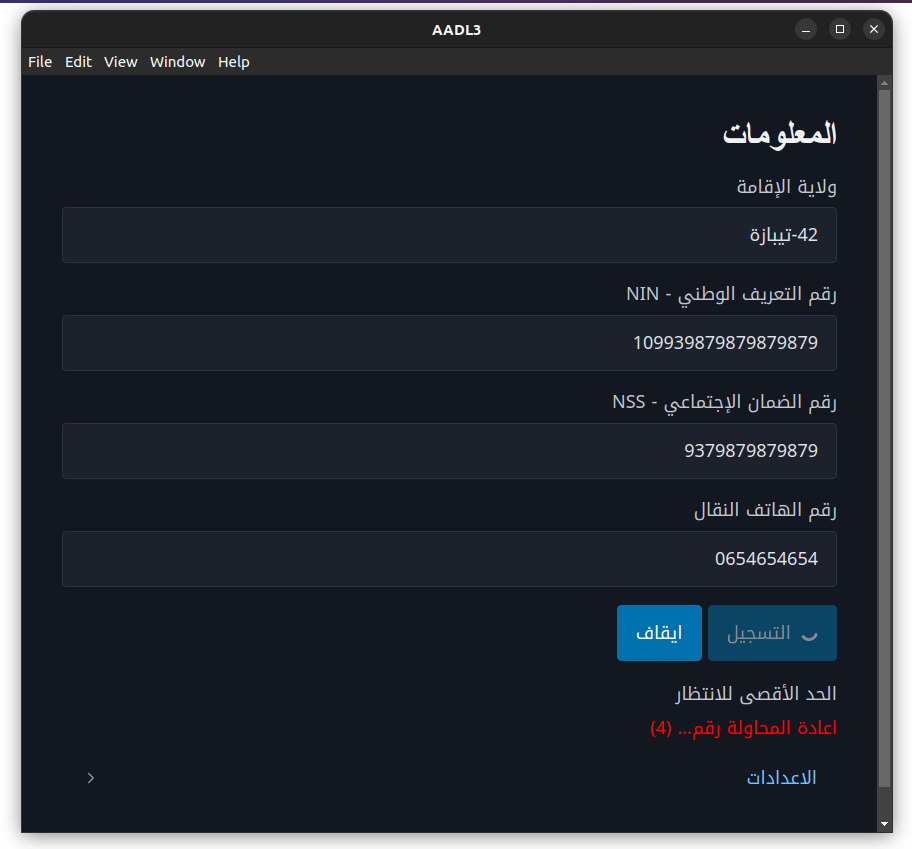 AADL3
File Edit View Window Help
المعلومات
ولاية الإقامة
42-تيبازة
رقم التعريف الوطني - NIN
109939879879879879
رقم الضمان الإجتماعي - NSS
9379879879879
رقم الهاتف النقال
0654654654
التسجيل ايقاف
الحد الأقصى للانتظار
اعادة المحاولة رقم... (4)
الاعدادات